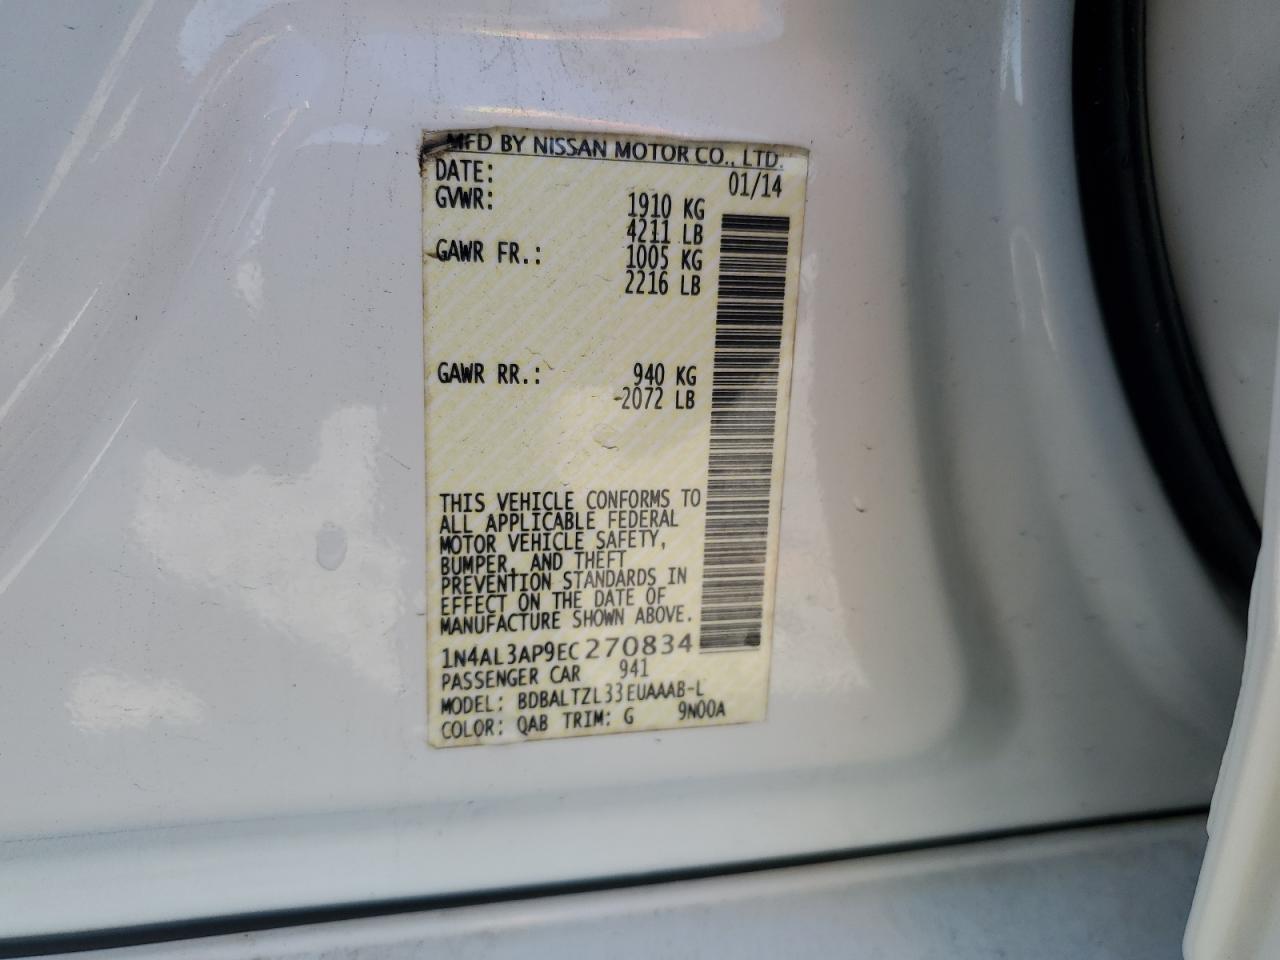 MFD BY NISSAN MOTOR CO., LTD.
DATE: 01/14
GVWR: 1910 KG
4211 LB
GAWR FR.: 1005 KG
2216 LB
GAWR RR.: 940 KG
2072 LB
THIS VEHICLE CONFORMS TO
ALL APPLICABLE FEDERAL
MOTOR VEHICLE SAFETY,
BUMPER, AND THEFT
PREVENTION STANDARDS IN
EFFECT ON THE DATE OF
MANUFACTURE SHOWN ABOVE.
1N4AL3AP9EC270834
PASSENGER CAR 941
MODEL: BDBALTZL33EUAAAB-L
COLOR: QAB TRIM: G 9N00A